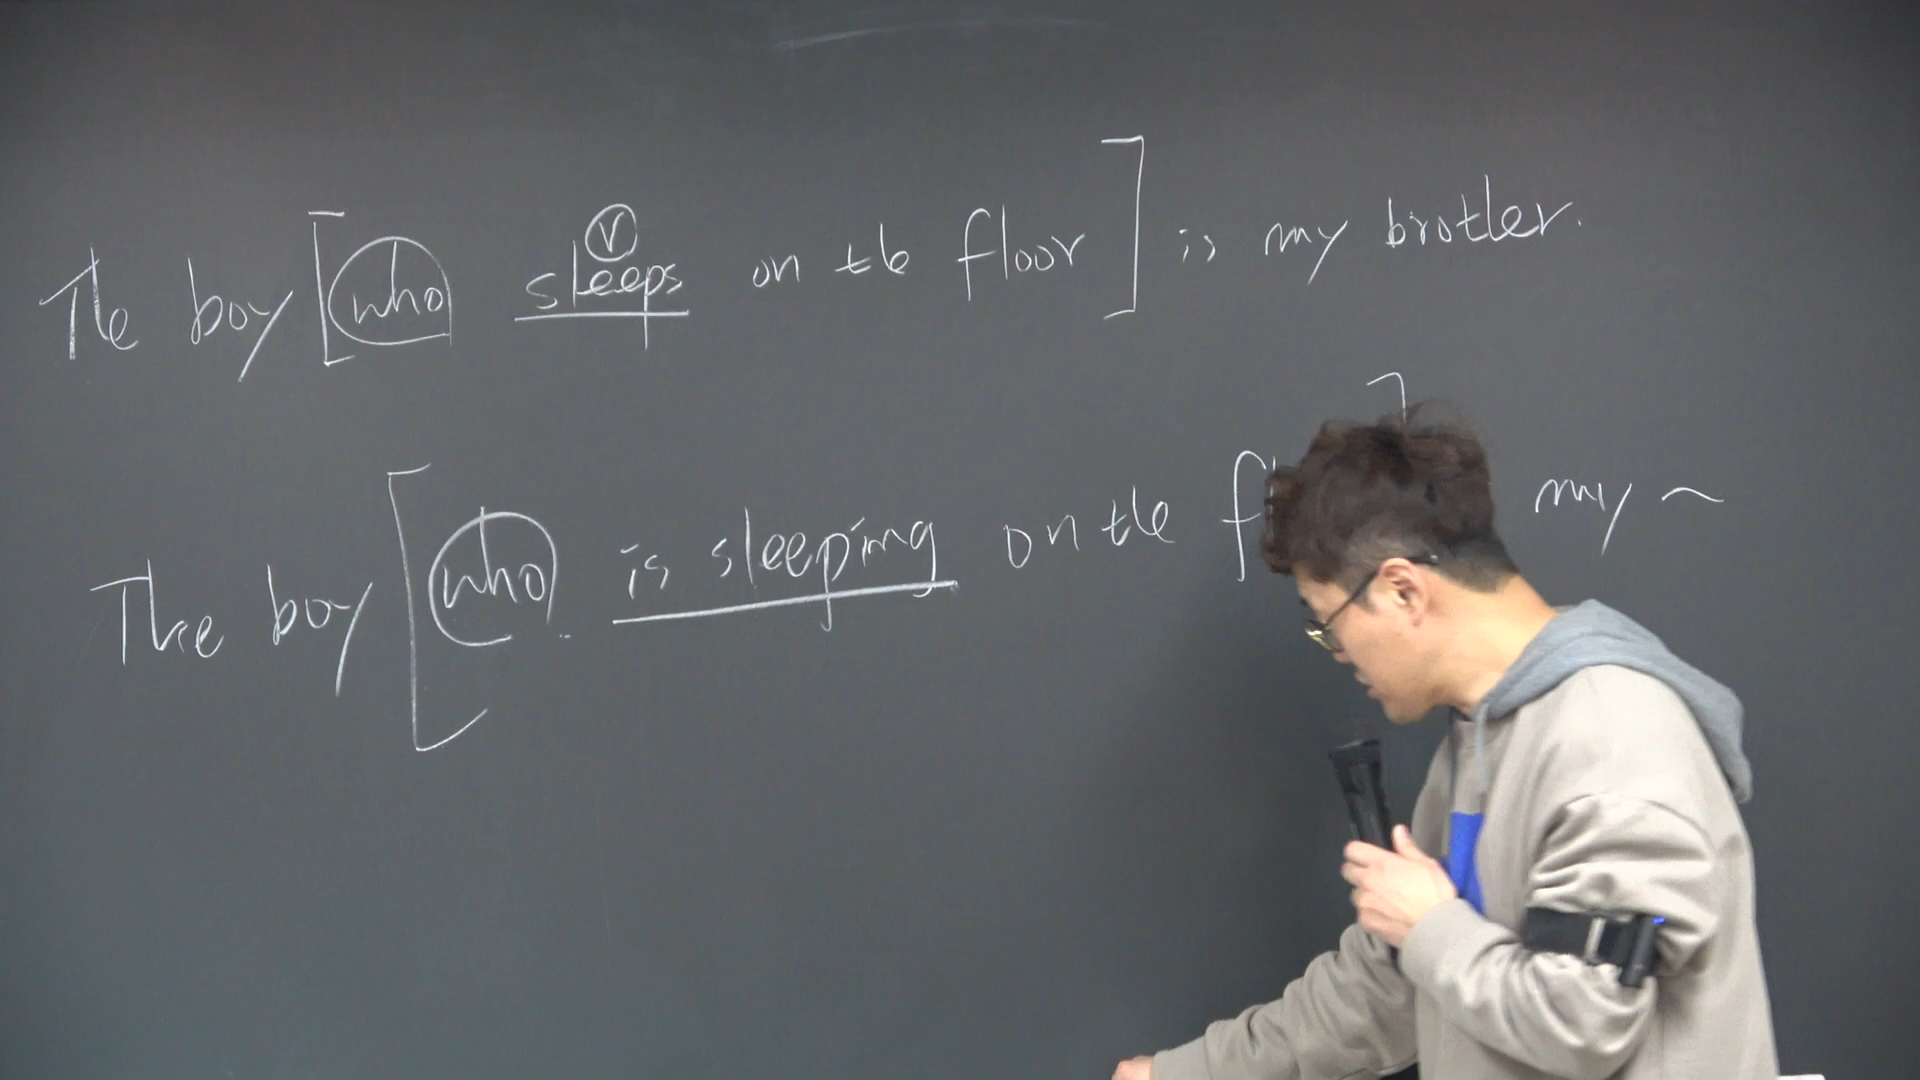 The boy [who sleeps on the floor] is my brother.
V
The boy [who is sleeping on the f ] my ~